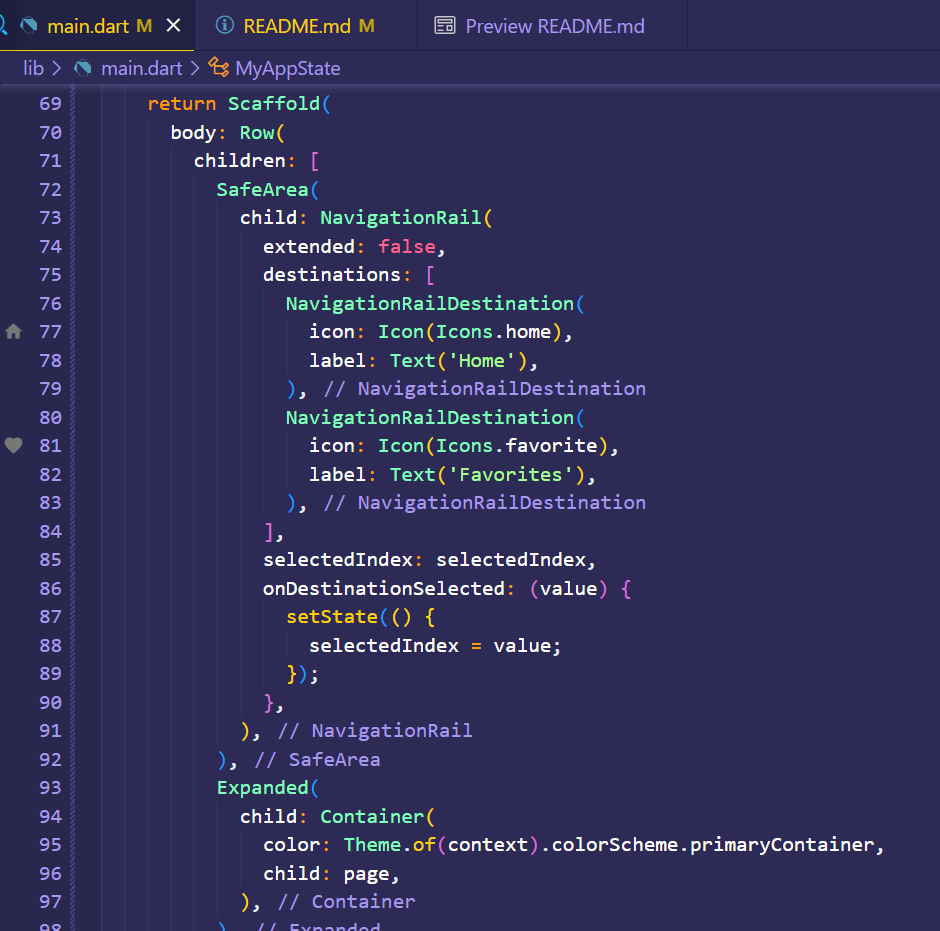 main.dart M README.md M Preview README.md
lib > main.dart > MyAppState
69 return Scaffold(
70 body: Row(
71 children: [
72 SafeArea(
73 child: NavigationRail(
74 extended: false,
75 destinations: [
76 NavigationRailDestination(
77 icon: Icon(Icons.home),
78 label: Text('Home'),
79 ), // NavigationRailDestination
80 NavigationRailDestination(
81 icon: Icon(Icons.favorite),
82 label: Text('Favorites'),
83 ), // NavigationRailDestination
84 ],
85 selectedIndex: selectedIndex,
86 onDestinationSelected: (value) {
87 setState(() {
88 selectedIndex = value;
89 });
90 },
91 ), // NavigationRail
92 ), // SafeArea
93 Expanded(
94 child: Container(
95 color: Theme.of(context).colorScheme.primaryContainer,
96 child: page,
97 ), // Container
98 ), // Expanded